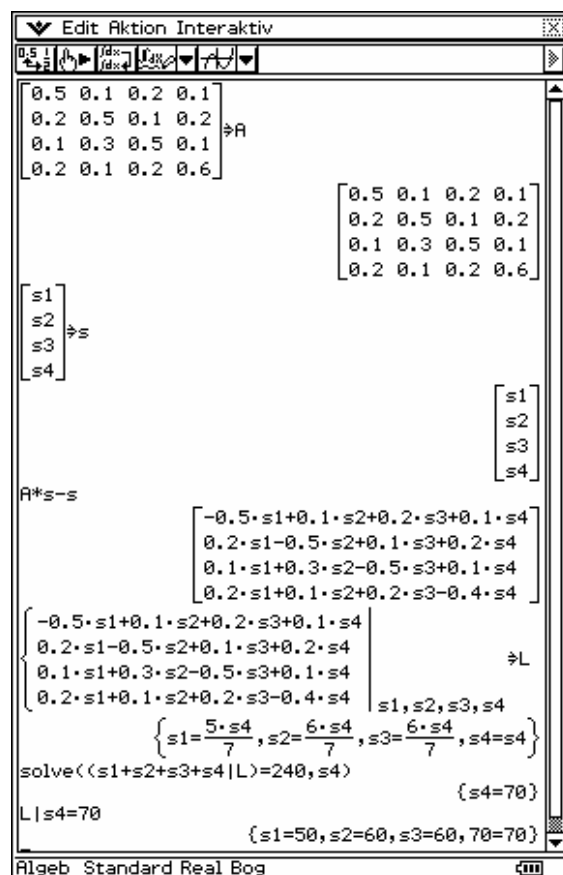 Edit Aktion Interaktiv
0.5 0.1 0.2 0.1
0.2 0.5 0.1 0.2
0.1 0.3 0.5 0.1
0.2 0.1 0.2 0.6
⇒A
0.5 0.1 0.2 0.1
0.2 0.5 0.1 0.2
0.1 0.3 0.5 0.1
0.2 0.1 0.2 0.6
s1
s2
s3
s4
⇒s
s1
s2
s3
s4
A*s-s
-0.5·s1+0.1·s2+0.2·s3+0.1·s4
0.2·s1-0.5·s2+0.1·s3+0.2·s4
0.1·s1+0.3·s2-0.5·s3+0.1·s4
0.2·s1+0.1·s2+0.2·s3-0.4·s4
-0.5·s1+0.1·s2+0.2·s3+0.1·s4
0.2·s1-0.5·s2+0.1·s3+0.2·s4
0.1·s1+0.3·s2-0.5·s3+0.1·s4
0.2·s1+0.1·s2+0.2·s3-0.4·s4
s1,s2,s3,s4
⇒L
{s1=5·s4/7,s2=6·s4/7,s3=6·s4/7,s4=s4}
solve((s1+s2+s3+s4|L)=240,s4)
{s4=70}
L|s4=70
{s1=50,s2=60,s3=60,70=70}
Algeb Standard Real Bog